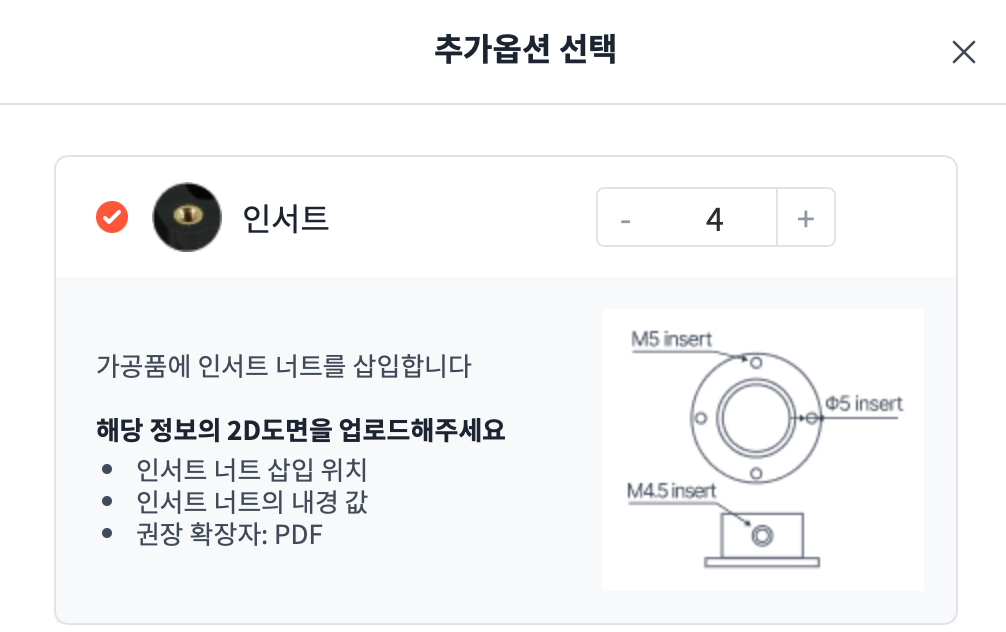 추가옵션 선택
인서트
- 4 +
가공품에 인서트 너트를 삽입합니다
해당 정보의 2D도면을 업로드해주세요
• 인서트 너트 삽입 위치
• 인서트 너트의 내경 값
• 권장 확장자: PDF
M5 insert
Φ5 insert
M4.5 insert